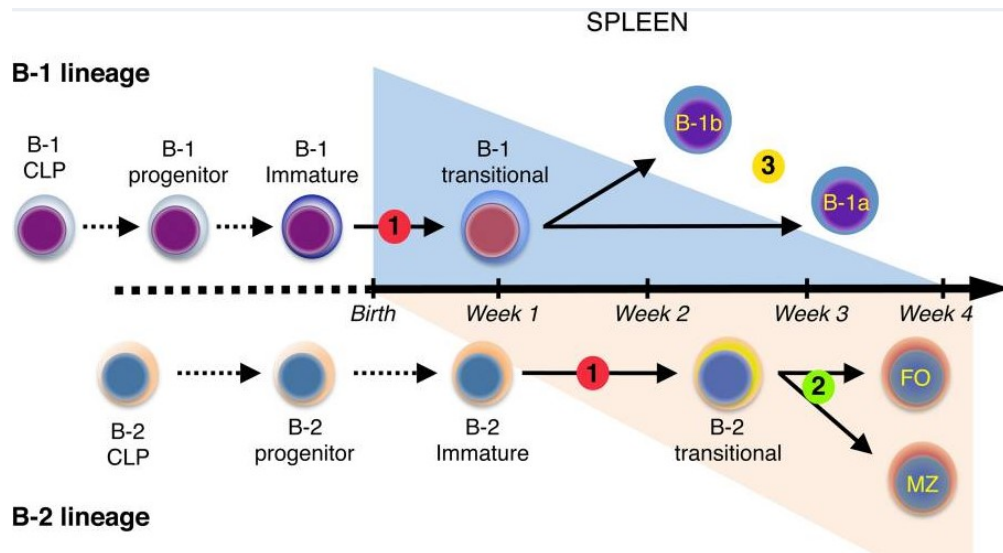 SPLEEN
B-1 lineage
B-1
CLP
B-1
progenitor
B-1
Immature
B-1
transitional
B-1b
3
B-1a
1
Birth
Week 1
Week 2
Week 3
Week 4
1
2
FO
MZ
B-2
CLP
B-2
progenitor
B-2
Immature
B-2
transitional
B-2 lineage